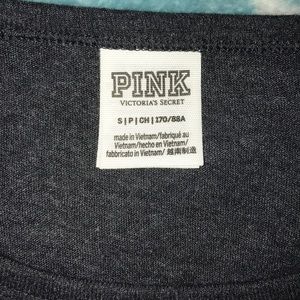 PINK
VICTORIA'S SECRET
S | P | CH | 170/88A
made in Vietnam/fabriqué au
Vietnam/hecho en Vietnam/
fabbricato in Vietnam/ 越南制造